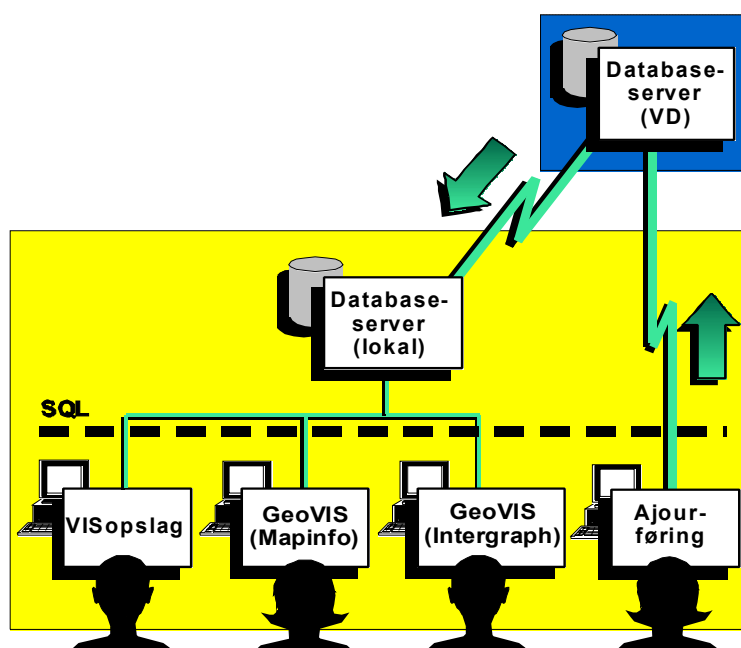 Database-
server
(VD)
Database-
server
(lokal)
SQL
VISopslag
GeoVIS
(Mapinfo)
GeoVIS
(Intergraph)
Ajour-
føring